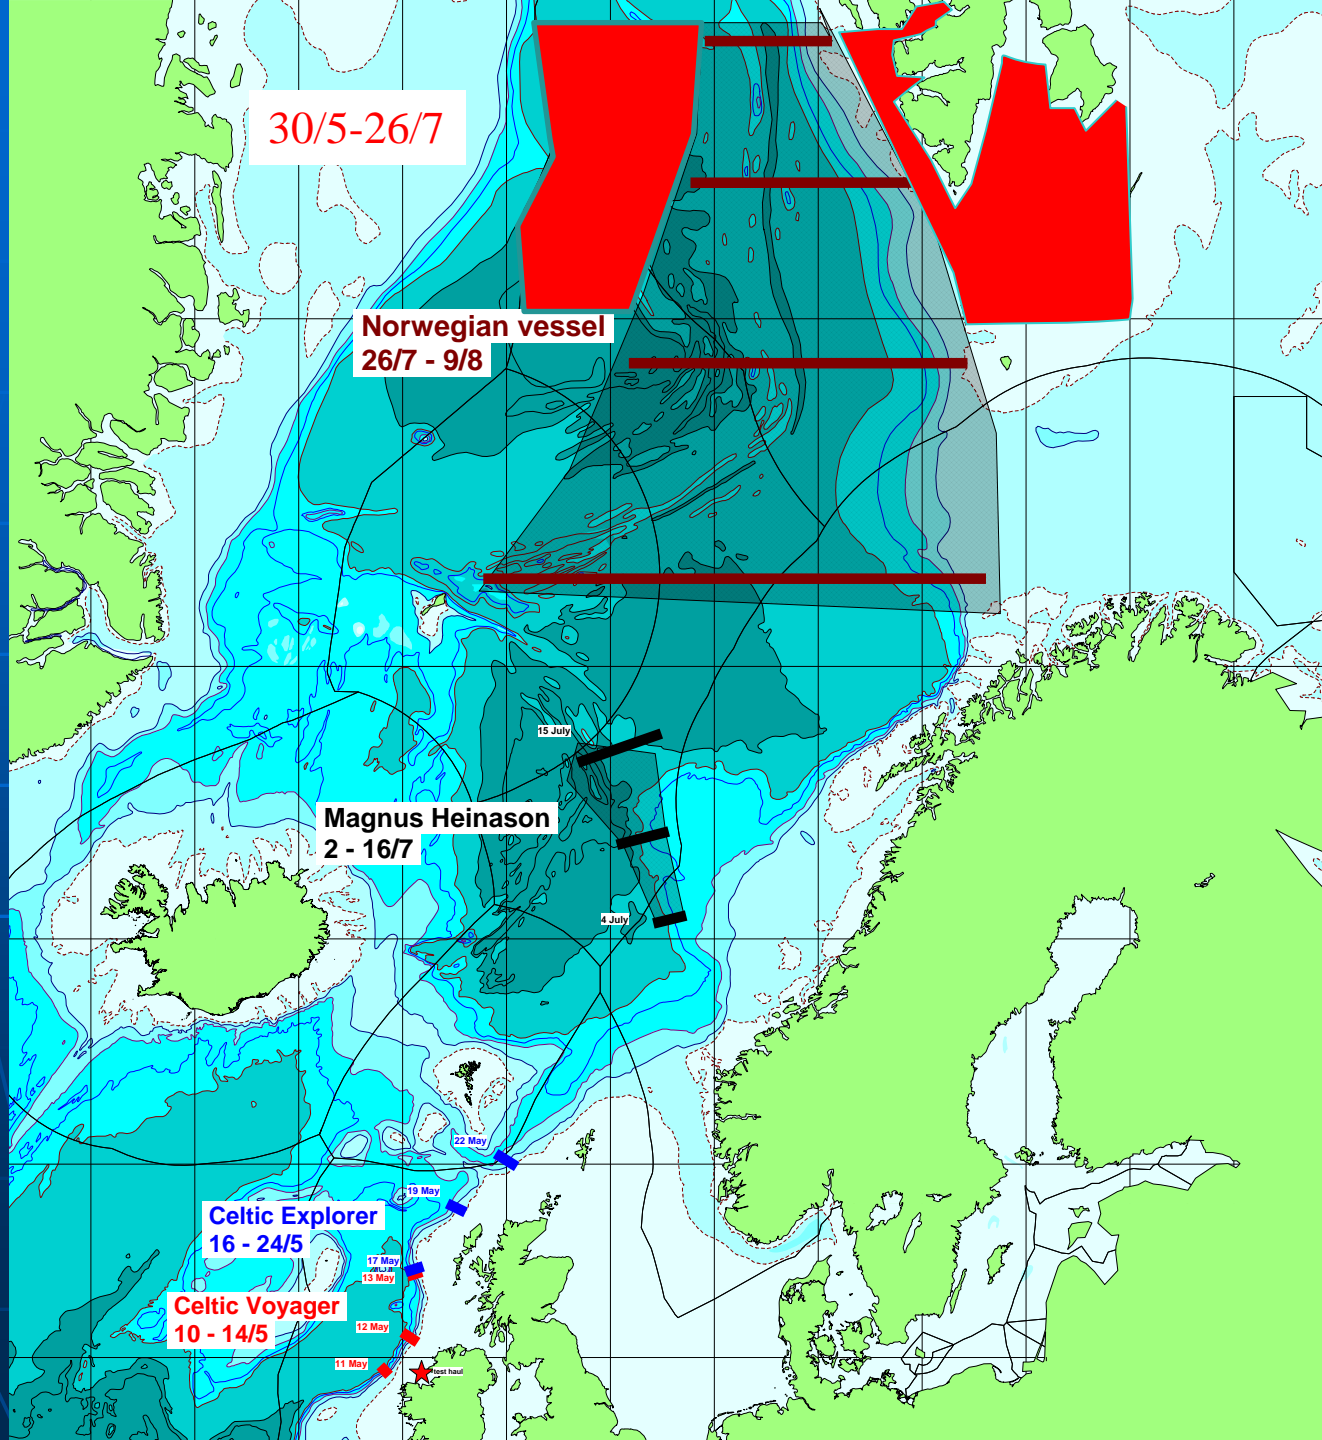 30/5-26/7
Norwegian vessel
26/7 - 9/8
15 July
Magnus Heinason
2 - 16/7
4 July
22 May
19 May
Celtic Explorer
16 - 24/5
17 May
13 May
Celtic Voyager
10 - 14/5
12 May
11 May
test haul